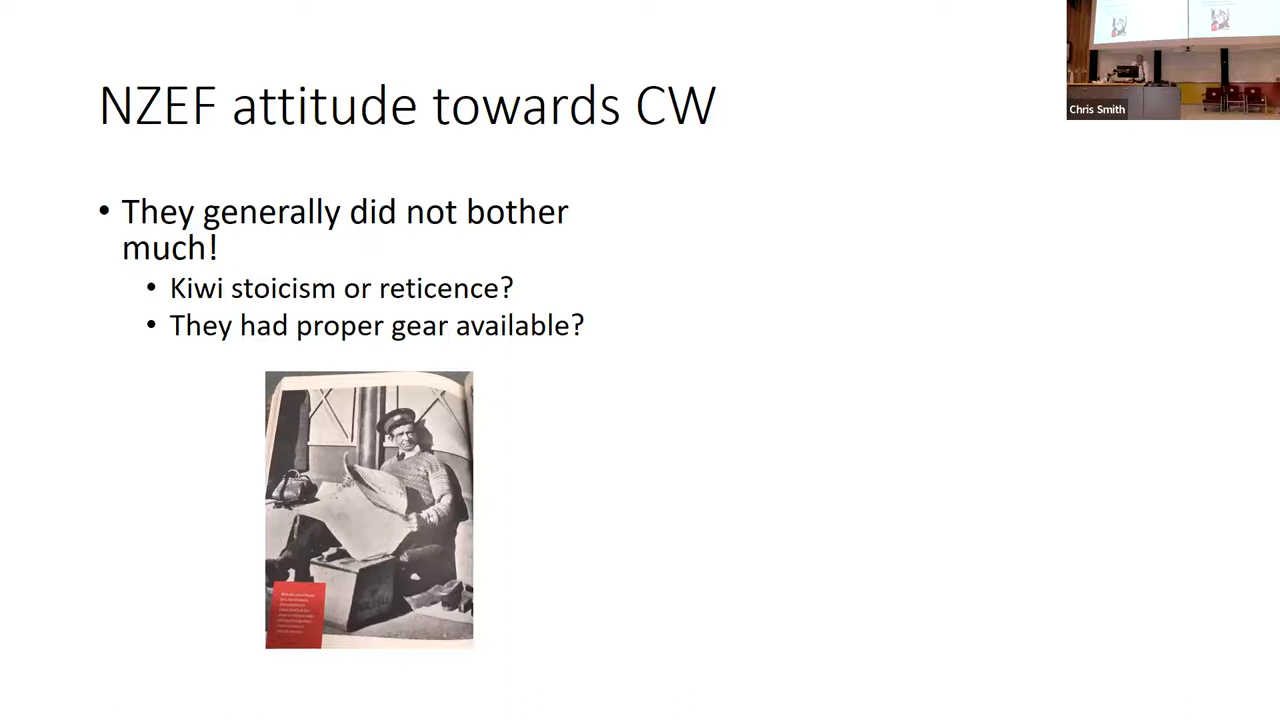 NZEF attitude towards CW
Chris Smith
• They generally did not bother
much!
• Kiwi stoicism or reticence?
• They had proper gear available?